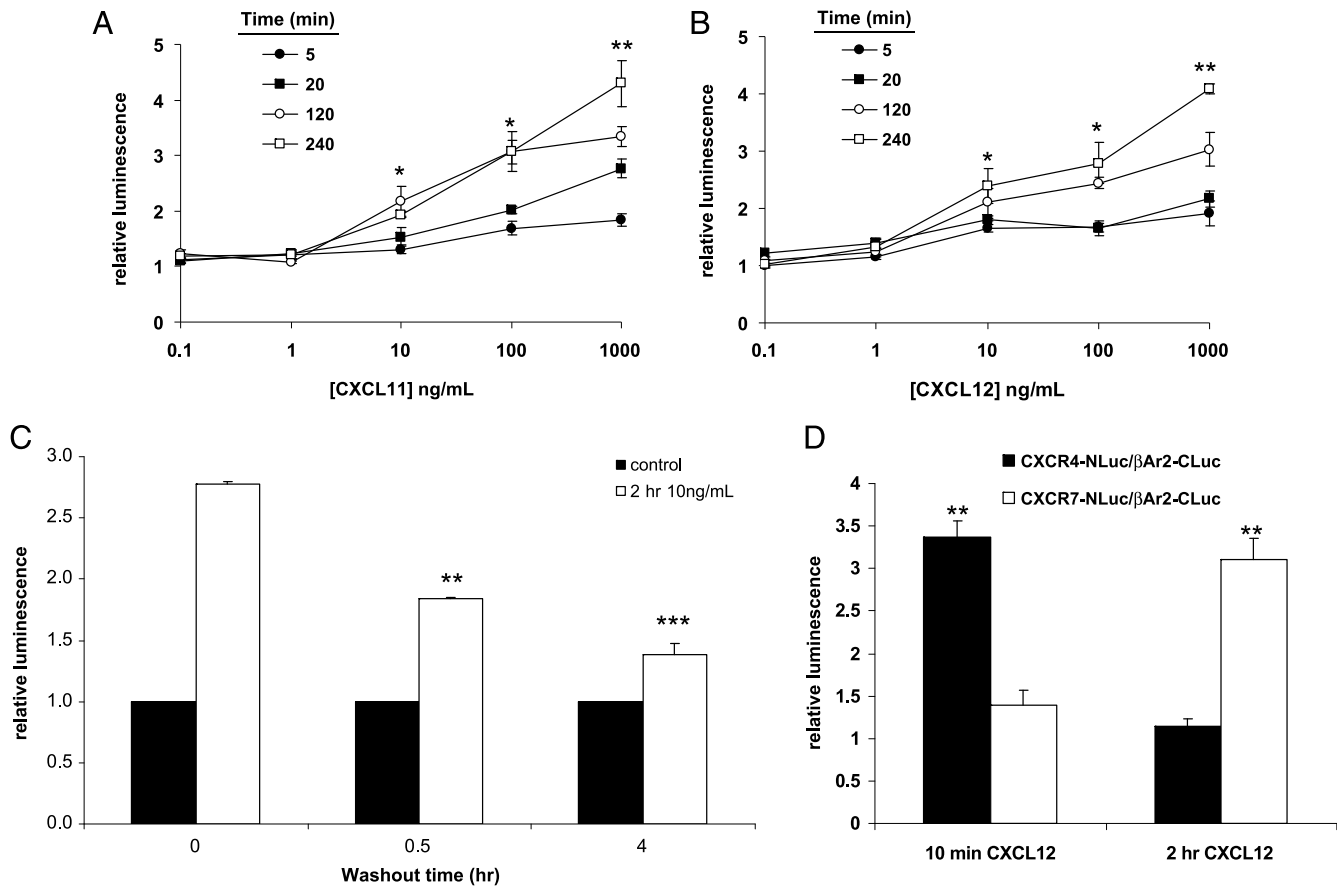 A
Time (min)
5
20
120
240
5
4
3
2
1
0
relative luminescence
*
*
**
0.1 1 10 100 1000
[CXCL11] ng/mL
B
Time (min)
5
20
120
240
5
4
3
2
1
0
relative luminescence
*
*
**
0.1 1 10 100 1000
[CXCL12] ng/mL
C
control
2 hr 10ng/mL
3.0
2.5
2.0
1.5
1.0
0.5
0.0
relative luminescence
**
***
0 0.5 4
Washout time (hr)
D
CXCR4-NLuc/βAr2-CLuc
CXCR7-NLuc/βAr2-CLuc
4
3.5
3
2.5
2
1.5
1
0.5
0
relative luminescence
**
**
10 min CXCL12 2 hr CXCL12